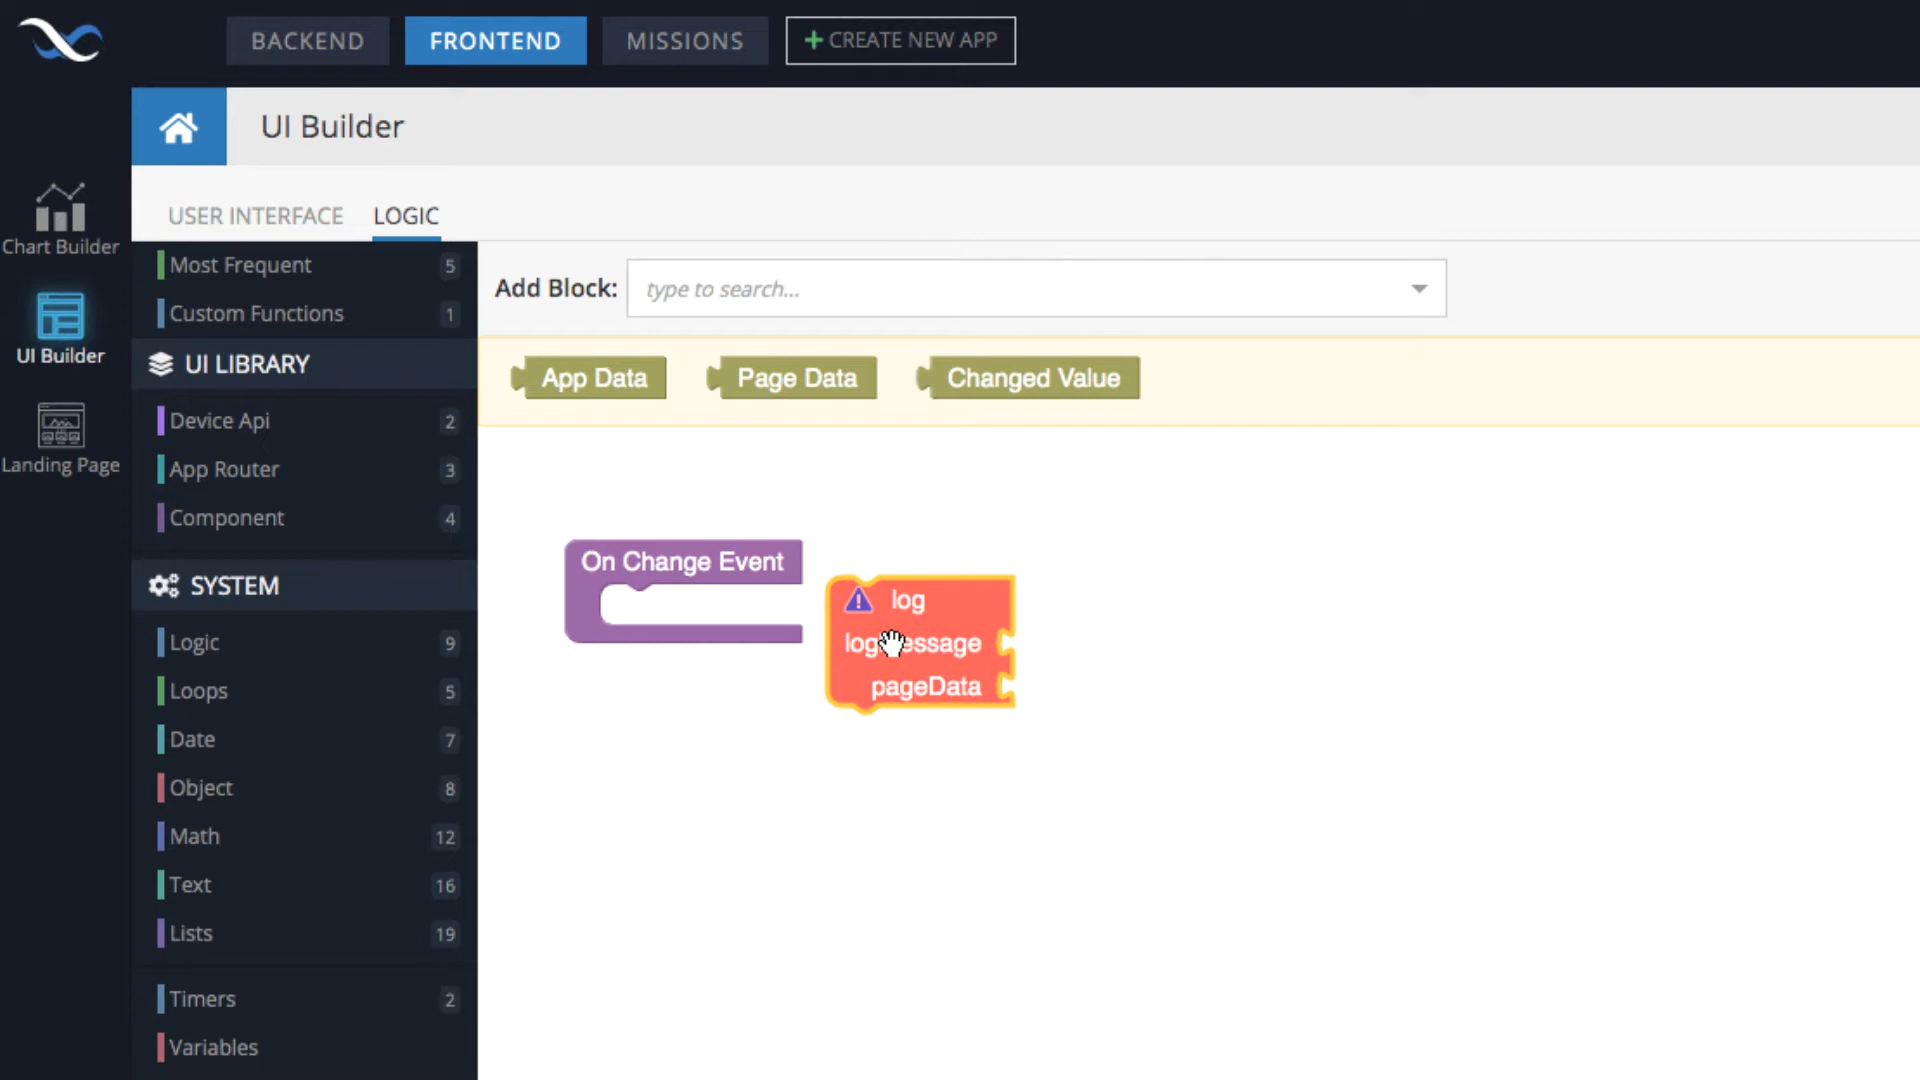 BACKEND
FRONTEND
MISSIONS
CREATE NEW APP
UI Builder
Chart Builder
UI Builder
Landing Page
USER INTERFACE
LOGIC
Most Frequent 5
Custom Functions 1
UI LIBRARY
Device Api 2
App Router 3
Component 4
SYSTEM
Logic 9
Loops 5
Date 7
Object 8
Math 12
Text 16
Lists 19
Timers 2
Variables
Add Block: type to search...
App Data
Page Data
Changed Value
On Change Event
log
pageData